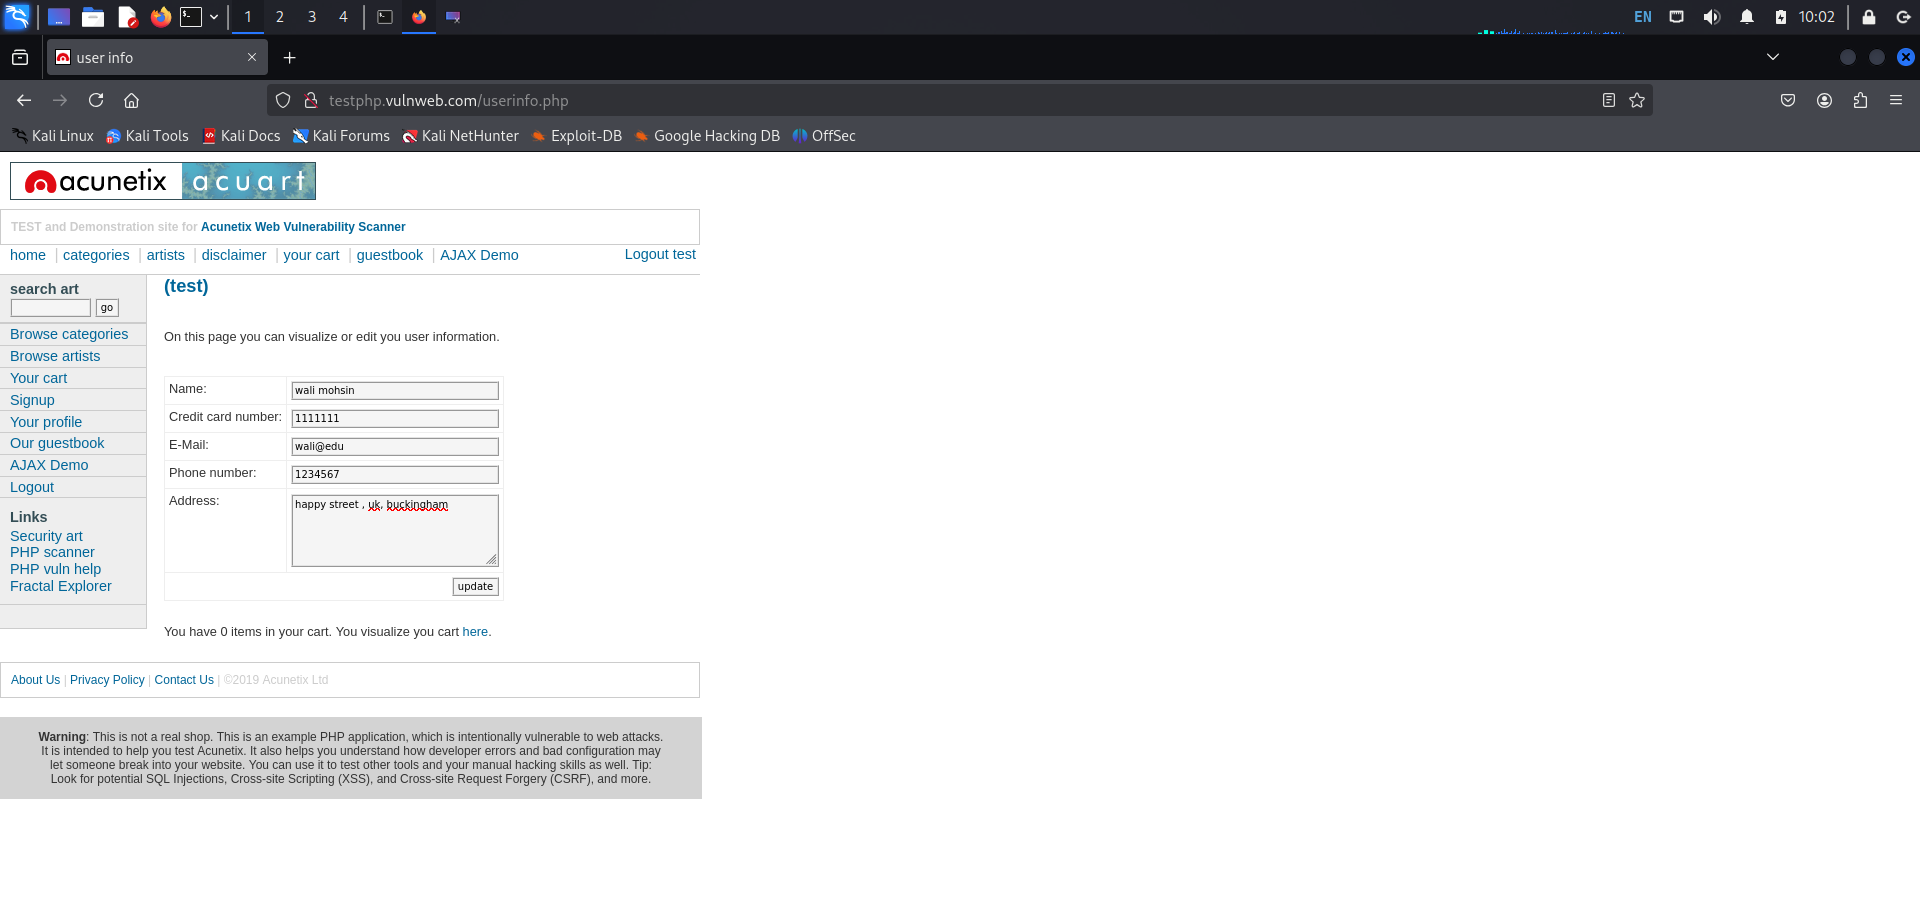 1 2 3 4 EN 10:02
user info
testphp.vulnweb.com/userinfo.php
Kali Linux Kali Tools Kali Docs Kali Forums Kali NetHunter Exploit-DB Google Hacking DB OffSec
acunetix acuart
TEST and Demonstration site for Acunetix Web Vulnerability Scanner
home | categories | artists | disclaimer | your cart | guestbook | AJAX Demo Logout test
search art
go
Browse categories
Browse artists
Your cart
Signup
Your profile
Our guestbook
AJAX Demo
Logout
Links
Security art
PHP scanner
PHP vuln help
Fractal Explorer
(test)
On this page you can visualize or edit you user information.
Name: wali mohsin
Credit card number: 1111111
E-Mail: wali@edu
Phone number: 1234567
Address: happy street , uk, buckingham
update
You have 0 items in your cart. You visualize you cart here.
About Us | Privacy Policy | Contact Us | ©2019 Acunetix Ltd
Warning: This is not a real shop. This is an example PHP application, which is intentionally vulnerable to web attacks.
It is intended to help you test Acunetix. It also helps you understand how developer errors and bad configuration may
let someone break into your website. You can use it to test other tools and your manual hacking skills as well. Tip:
Look for potential SQL Injections, Cross-site Scripting (XSS), and Cross-site Request Forgery (CSRF), and more.